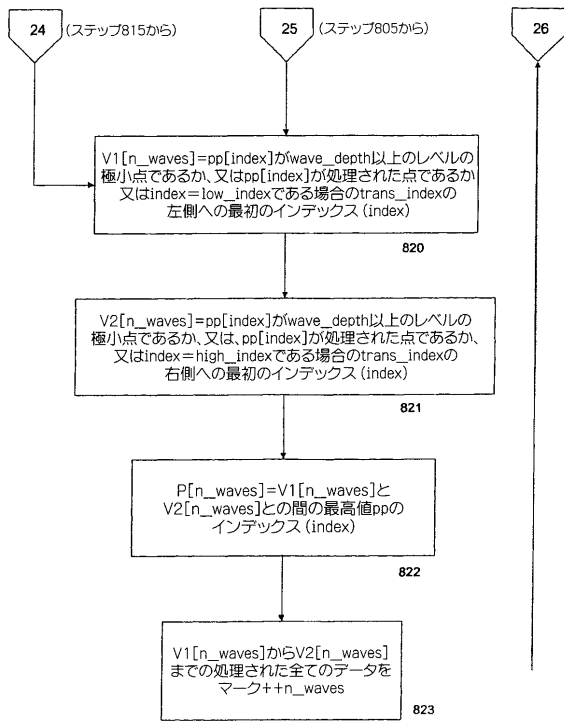 24
(ステップ815から)
25
(ステップ805から)
26
V1[n_waves]=pp[index]がwave_depth以上のレベルの
極小点であるか、又はpp[index]が処理された点であるか
又はindex=low_indexである場合のtrans_indexの
左側への最初のインデックス(index)
820
V2[n_waves]=pp[index]がwave_depth以上のレベルの
極小点であるか、又は、pp[index]が処理された点であるか、
又はindex=high_indexである場合のtrans_indexの
右側への最初のインデックス(index)
821
P[n_waves]=V1[n_waves]と
V2[n_waves]との間の最高値ppの
インデックス(index)
822
V1[n_waves]からV2[n_waves]
までの処理された全てのデータを
マーク++n_waves
823